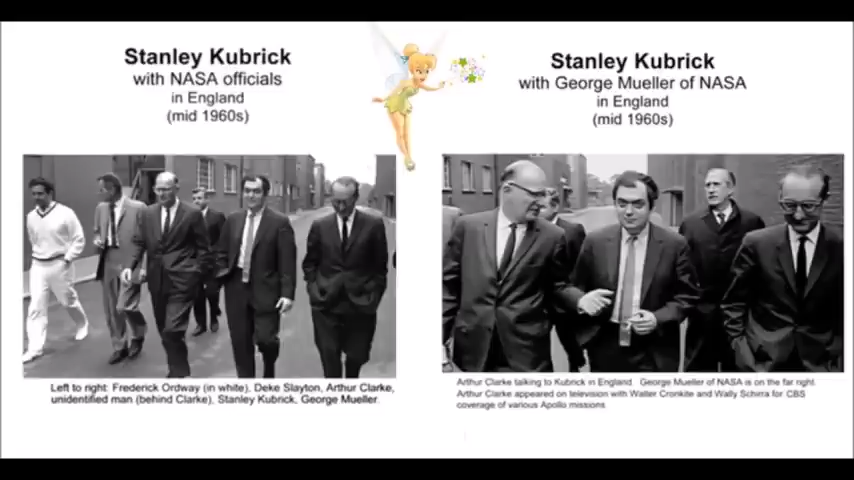 Stanley Kubrick
with NASA officials
in England
(mid 1960s)
Left to right: Frederick Ordway (in white), Deke Slayton, Arthur Clarke,
unidentified man (behind Clarke), Stanley Kubrick, George Mueller.
Stanley Kubrick
with George Mueller of NASA
in England
(mid 1960s)
Arthur Clarke talking to Kubrick in England. George Mueller of NASA is on the far right.
Arthur Clarke appeared on television with Walter Cronkite and Wally Schirra for CBS
coverage of various Apollo missions